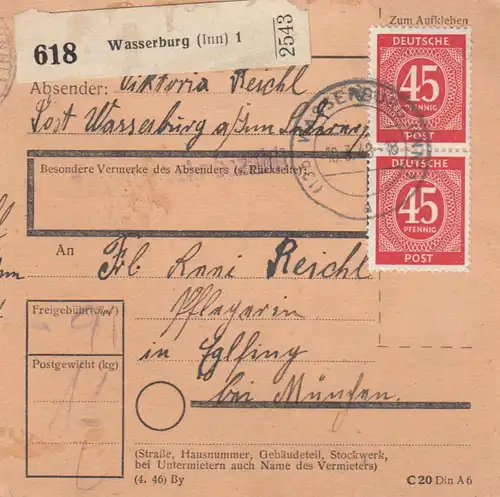 Zum Aufkleben
618 Wasserburg (Inn) 1 2543
DEUTSCHE
45
PFENNIG
POST
Absender: Viktoria Reichl
Post Wasserburg a/Inn
WASSERBURG
Besondere Vermerke des Absenders (s. Rückseite):
DEUTSCHE
45
PFENNIG
POST
An Frl Resi Reichl
Pflegerin
in Eglfing
bei München.
Freigebühr
Postgewicht (kg)
(Straße, Hausnummer, Gebäudeteil, Stockwerk,
bei Untermietern auch Name des Vermieters)
(4. 46) By
C 20 Din A 6